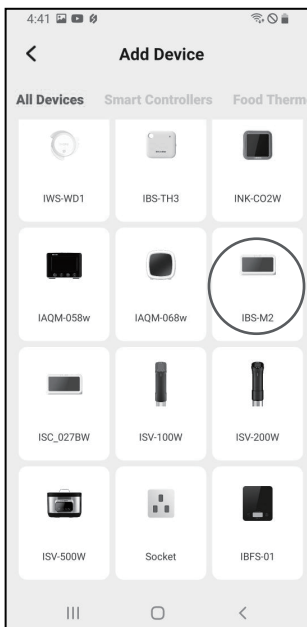 4:41
Add Device
All Devices Smart Controllers Food Therm
IWS-WD1 IBS-TH3 INK-CO2W
IAQM-058w IAQM-068w IBS-M2
ISC_027BW ISV-100W ISV-200W
ISV-500W Socket IBFS-01